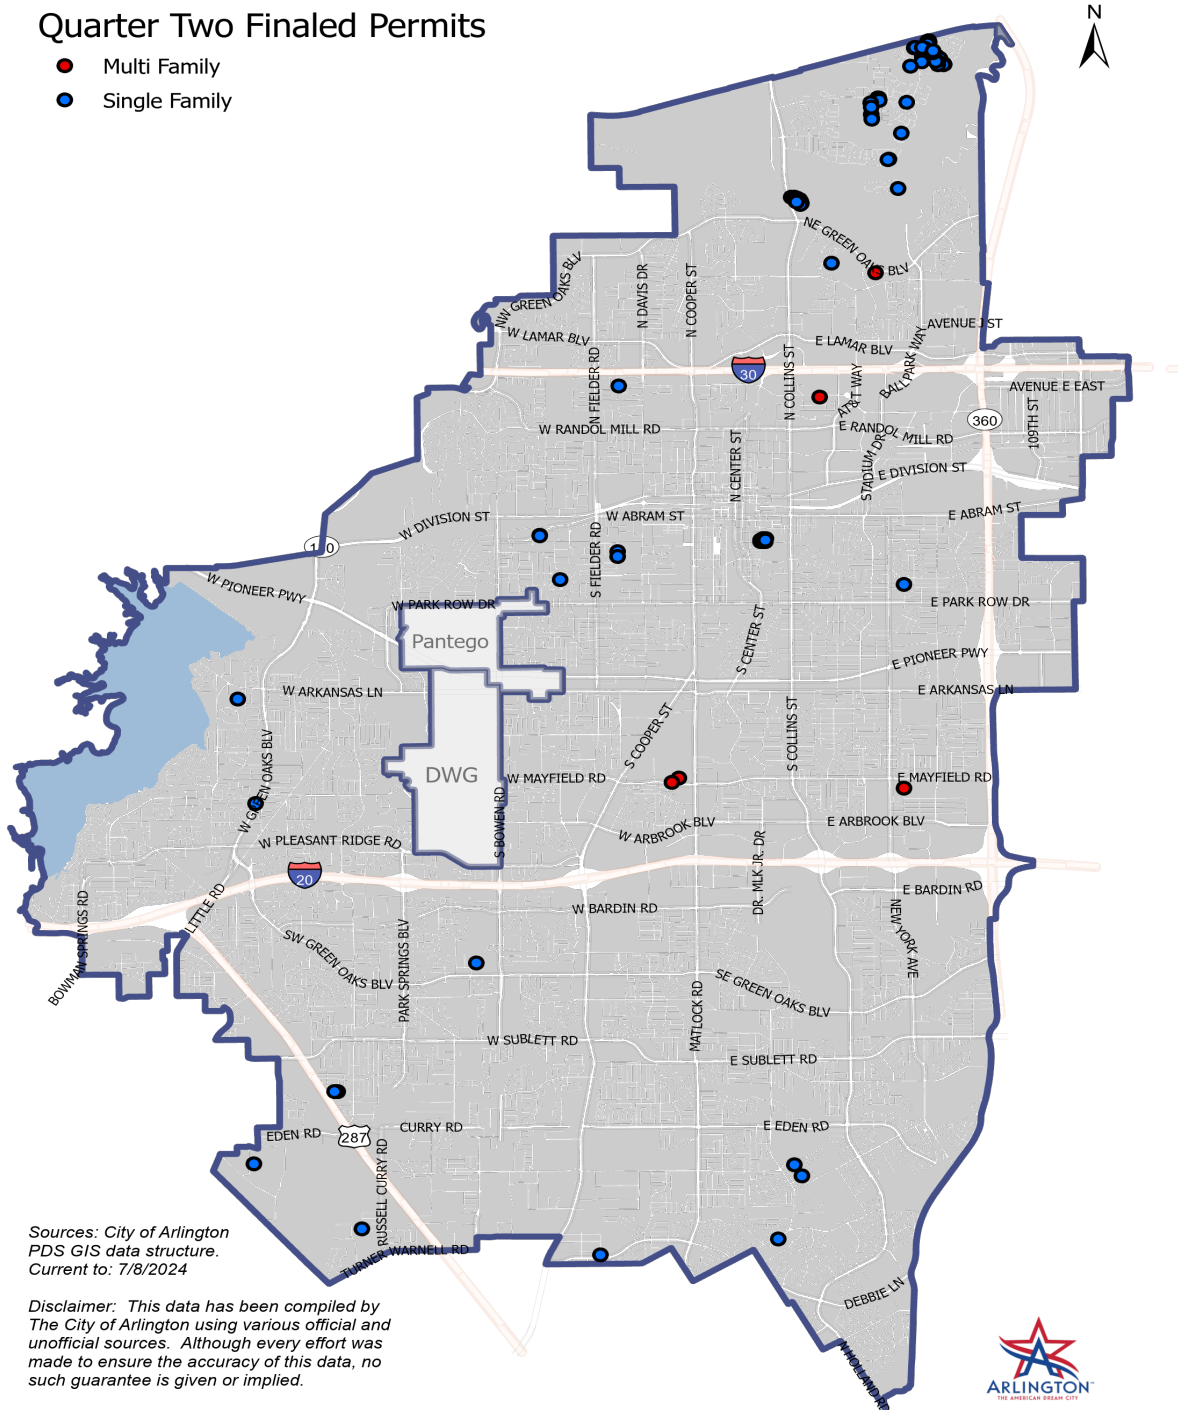 Quarter Two Finaled Permits
Multi Family
Single Family
N
NE GREEN OAKS BLV
NW GREEN OAKS BLV
N DAVIS DR
N COOPER ST
AVENUE J ST
W LAMAR BLV
E LAMAR BLV
BALLPARK WAY
N FIELDER RD
30
N COLLINS ST
AT&T WAY
AVENUE E EAST
360
109TH ST
W RANDOL MILL RD
E RANDOL MILL RD
N CENTER ST
STADIUM DR
E DIVISION ST
W DIVISION ST
W ABRAM ST
E ABRAM ST
S FIELDER RD
W PIONEER PWY
W PARK ROW DR
E PARK ROW DR
Pantego
S CENTER ST
E PIONEER PWY
W ARKANSAS LN
E ARKANSAS LN
S COOPER ST
S COLLINS ST
W GREEN OAKS BLV
DWG
W MAYFIELD RD
E MAYFIELD RD
S BOWEN RD
W ARBROOK BLV
E ARBROOK BLV
W PLEASANT RIDGE RD
20
DR. MLK JR. DR
LITTLE RD
E BARDIN RD
W BARDIN RD
BOWMAN SPRINGS RD
NEW YORK AVE
SW GREEN OAKS BLV
PARK SPRINGS BLV
SE GREEN OAKS BLV
MATLOCK RD
W SUBLETT RD
E SUBLETT RD
EDEN RD
287
CURRY RD
E EDEN RD
RUSSELL CURRY RD
TURNER WARNELL RD
DEBBIE LN
N HOLLAND RD
Sources: City of Arlington
PDS GIS data structure.
Current to: 7/8/2024
Disclaimer: This data has been compiled by
The City of Arlington using various official and
unofficial sources. Although every effort was
made to ensure the accuracy of this data, no
such guarantee is given or implied.
ARLINGTON
THE AMERICAN DREAM CITY